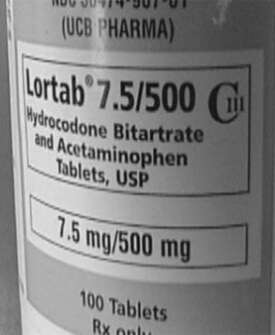 (UCB PHARMA)
Lortab® 7.5/500 CIII
Hydrocodone Bitartrate
and Acetaminophen
Tablets, USP
7.5 mg/500 mg
100 Tablets
Rx only